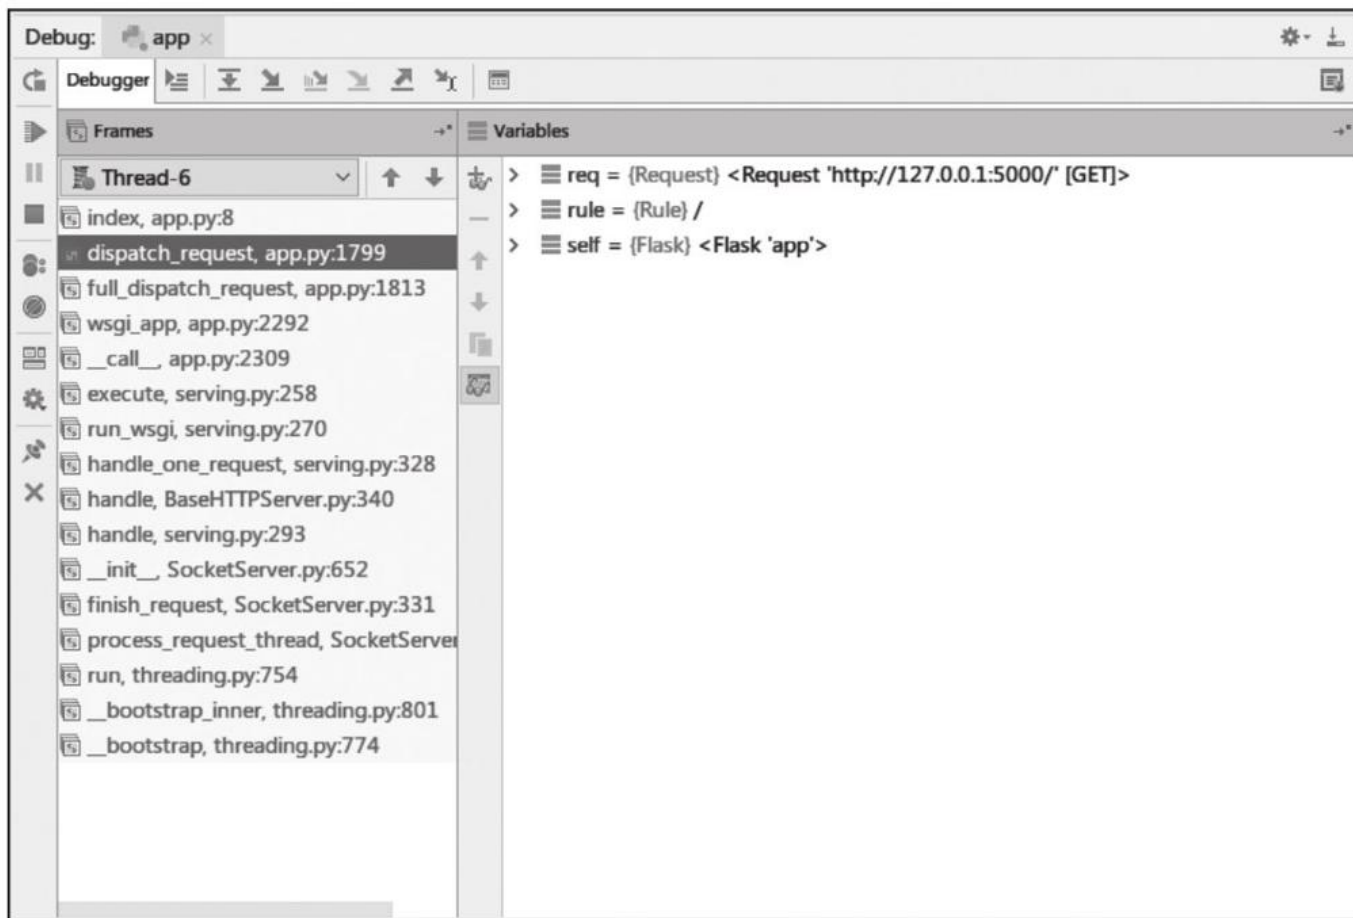 Debug: app
Debugger
Frames
Variables
Thread-6
index, app.py:8
dispatch_request, app.py:1799
full_dispatch_request, app.py:1813
wsgi_app, app.py:2292
__call__, app.py:2309
execute, serving.py:258
run_wsgi, serving.py:270
handle_one_request, serving.py:328
handle, BaseHTTPServer.py:340
handle, serving.py:293
__init__, SocketServer.py:652
finish_request, SocketServer.py:331
process_request_thread, SocketServer
run, threading.py:754
__bootstrap_inner, threading.py:801
__bootstrap, threading.py:774
req = {Request} <Request 'http://127.0.0.1:5000/' [GET]>
rule = {Rule} /
self = {Flask} <Flask 'app'>